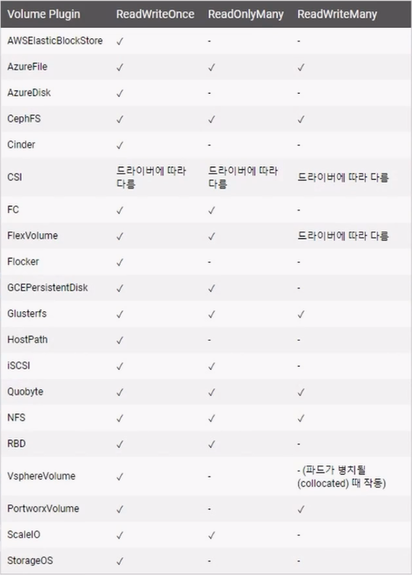 Volume Plugin ReadWriteOnce ReadOnlyMany ReadWriteMany
AWSElasticBlockStore ✓ - -
AzureFile ✓ ✓ ✓
AzureDisk ✓ - -
CephFS ✓ ✓ ✓
Cinder ✓ - -
CSI 드라이버에 따라 다름 드라이버에 따라 다름 드라이버에 따라 다름
FC ✓ ✓ -
FlexVolume ✓ ✓ 드라이버에 따라 다름
Flocker ✓ - -
GCEPersistentDisk ✓ ✓ -
Glusterfs ✓ ✓ ✓
HostPath ✓ - -
iSCSI ✓ ✓ -
Quobyte ✓ ✓ ✓
NFS ✓ ✓ ✓
RBD ✓ ✓ -
VsphereVolume ✓ - - (파드가 병치될 (collocated) 때 작동)
PortworxVolume ✓ - ✓
ScaleIO ✓ ✓ -
StorageOS ✓ - -